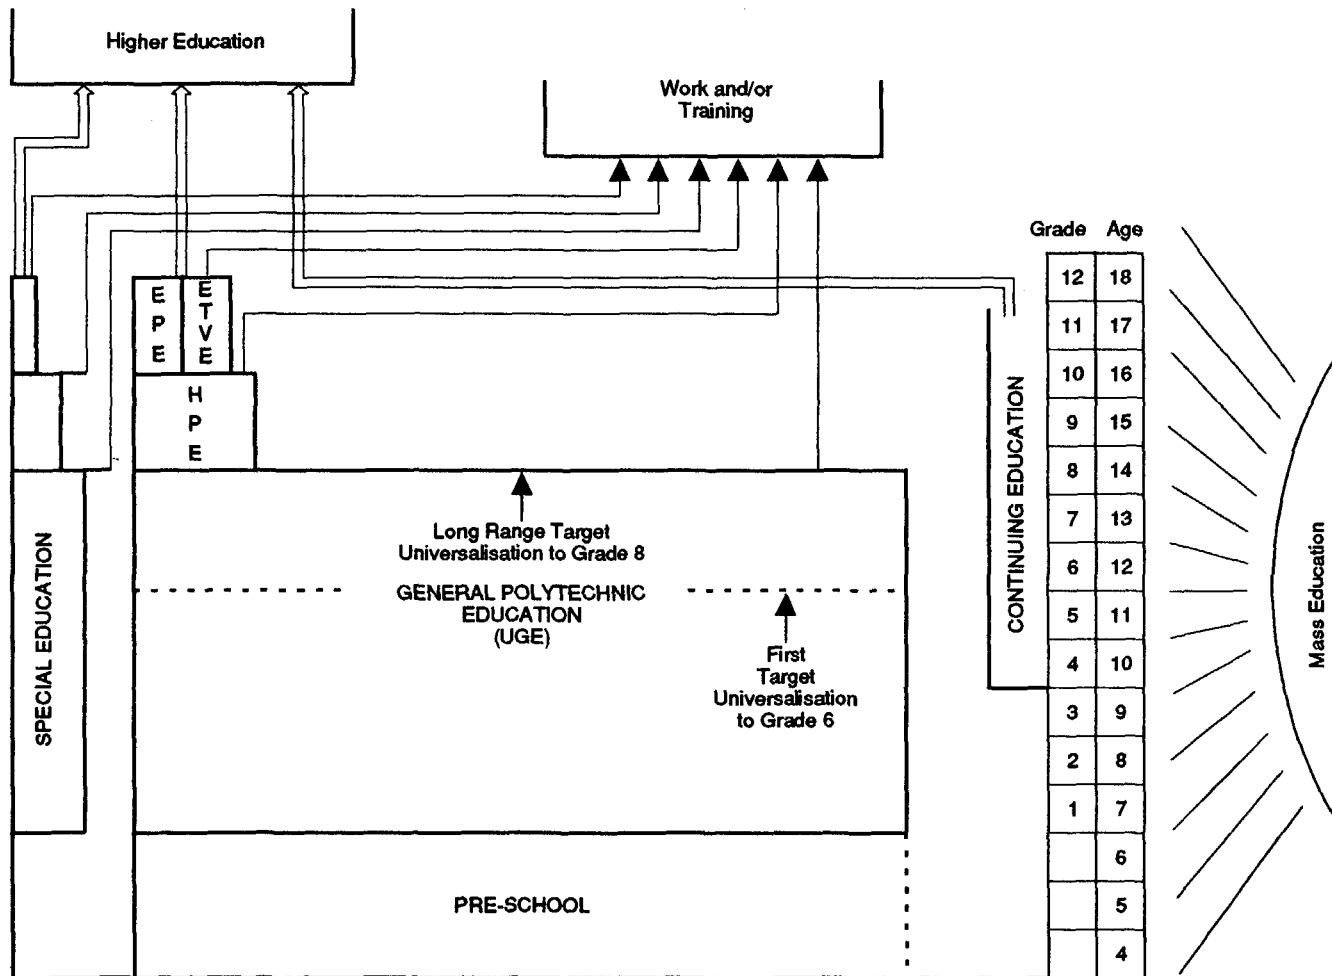 Higher Education
Work and/or
Training
Grade Age
12 18
11 17
10 16
9 15
8 14
7 13
6 12
5 11
4 10
3 9
2 8
1 7
6
5
4
EPE
ETVE
HPE
CONTINUING EDUCATION
Mass Education
SPECIAL EDUCATION
Long Range Target
Universalisation to Grade 8
GENERAL POLYTECHNIC
EDUCATION
(UGE)
First
Target
Universalisation
to Grade 6
PRE-SCHOOL